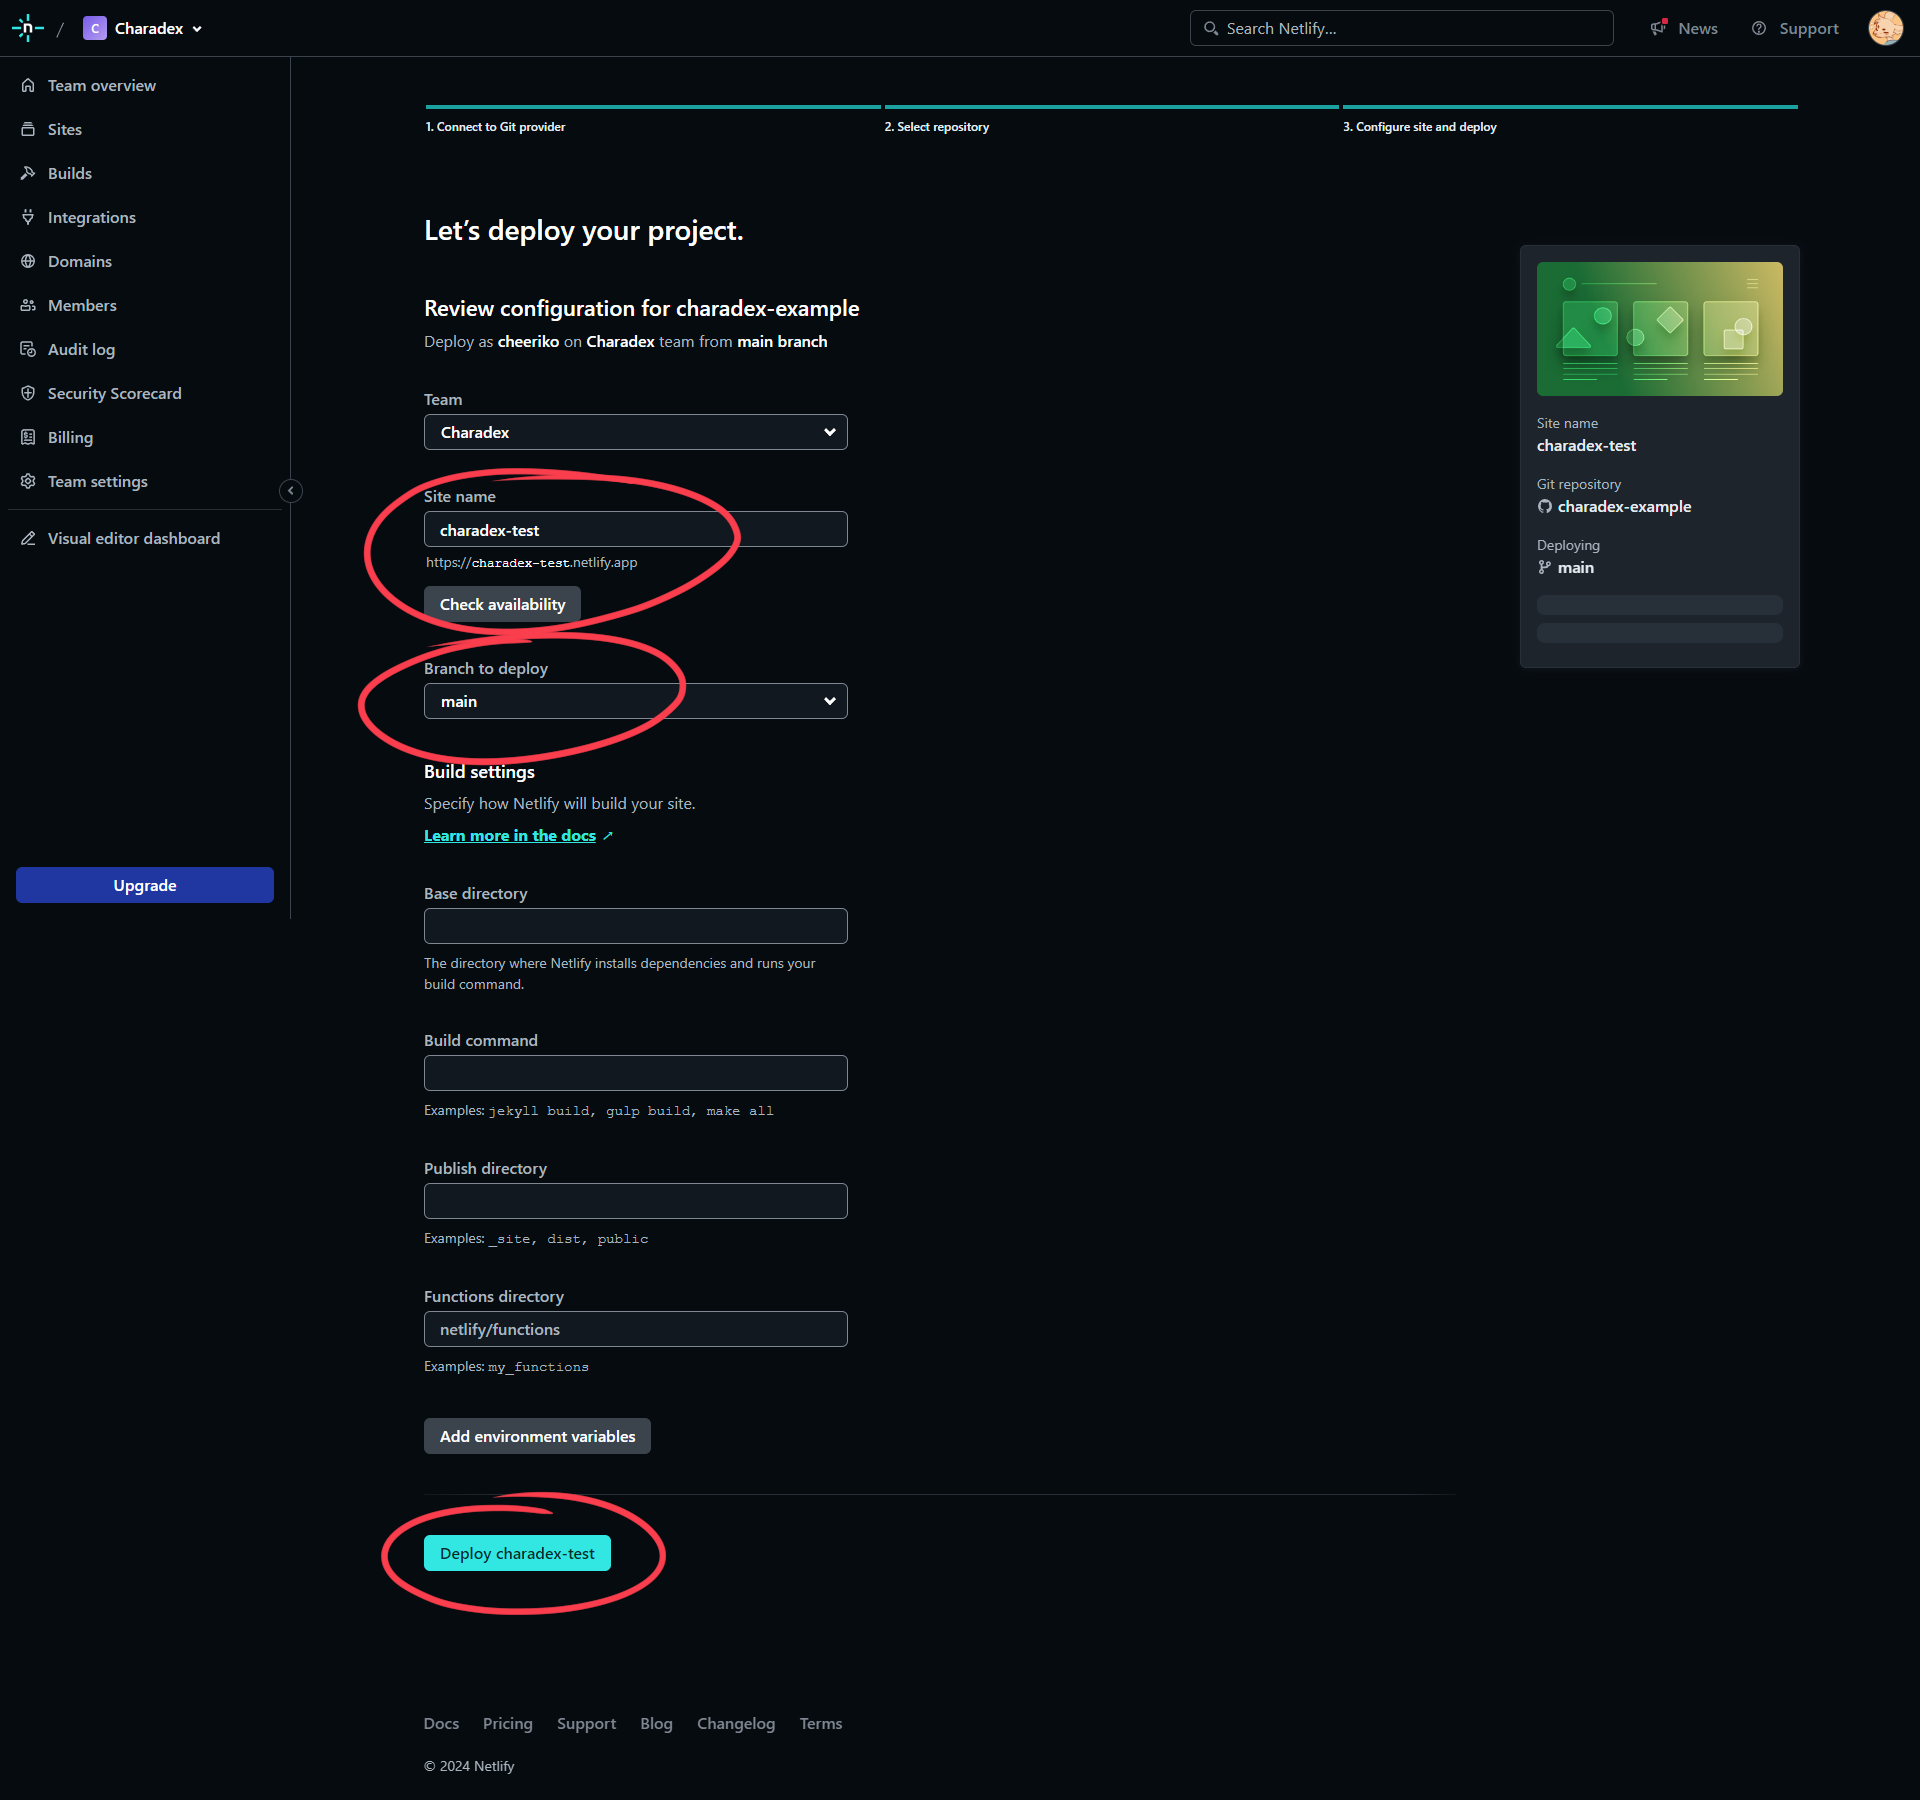 n / C Charadex
Search Netlify...
News
Support
Team overview
Sites
Builds
Integrations
Domains
Members
Audit log
Security Scorecard
Billing
Team settings
Visual editor dashboard
Upgrade
1. Connect to Git provider
2. Select repository
3. Configure site and deploy
Let’s deploy your project.
Review configuration for charadex-example
Deploy as cheeriko on Charadex team from main branch
Team
Charadex
Site name
charadex-test
https://charadex-test.netlify.app
Check availability
Branch to deploy
main
Build settings
Specify how Netlify will build your site.
Learn more in the docs
Base directory
The directory where Netlify installs dependencies and runs your
build command.
Build command
Examples: jekyll build, gulp build, make all
Publish directory
Examples: _site, dist, public
Functions directory
netlify/functions
Examples: my_functions
Add environment variables
Deploy charadex-test
Site name
charadex-test
Git repository
charadex-example
Deploying
main
Docs
Pricing
Support
Blog
Changelog
Terms
© 2024 Netlify